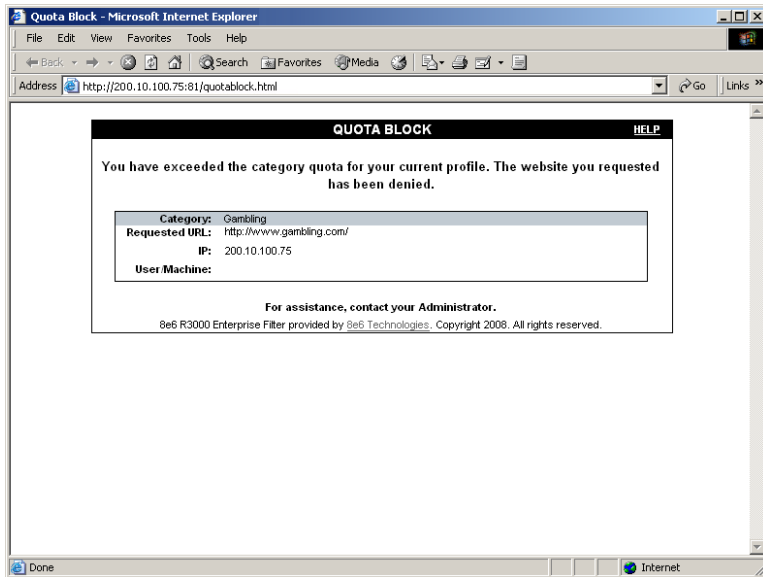 Quota Block - Microsoft Internet Explorer
File Edit View Favorites Tools Help
Back Search Favorites Media
Address http://200.10.100.75:81/quotablock.html Go Links »
QUOTA BLOCK HELP
You have exceeded the category quota for your current profile. The website you requested
has been denied.
Category: Gambling
Requested URL: http://www.gambling.com/
IP: 200.10.100.75
User/Machine:
For assistance, contact your Administrator.
8e6 R3000 Enterprise Filter provided by 8e6 Technologies. Copyright 2008. All rights reserved.
Done Internet